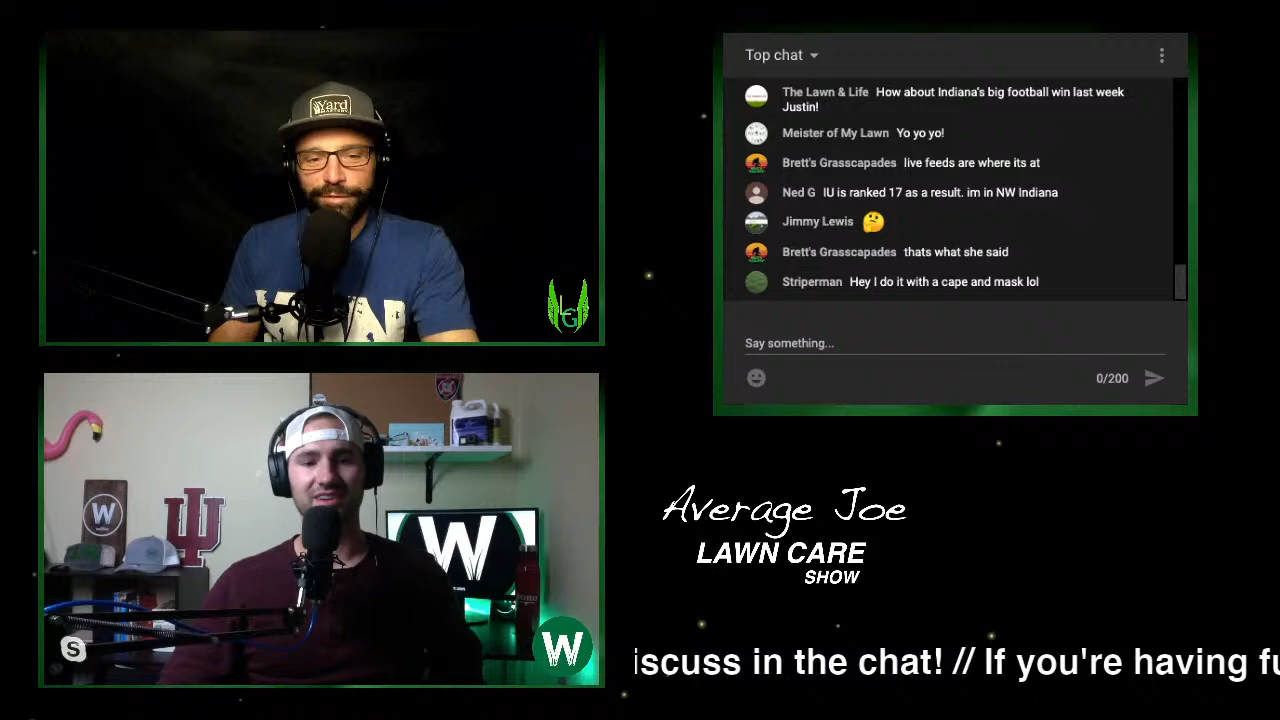 Yard
LG
W
W
W
S
Top chat
The Lawn & Life How about Indiana's big football win last week
Justin!
Meister of My Lawn Yo yo yo!
Brett's Grasscapades live feeds are where its at
Ned G IU is ranked 17 as a result. im in NW Indiana
Jimmy Lewis 🤔
Brett's Grasscapades thats what she said
Striperman Hey I do it with a cape and mask lol
Say something...
0/200
Average Joe
LAWN CARE
SHOW
iscuss in the chat! // If you're having fu